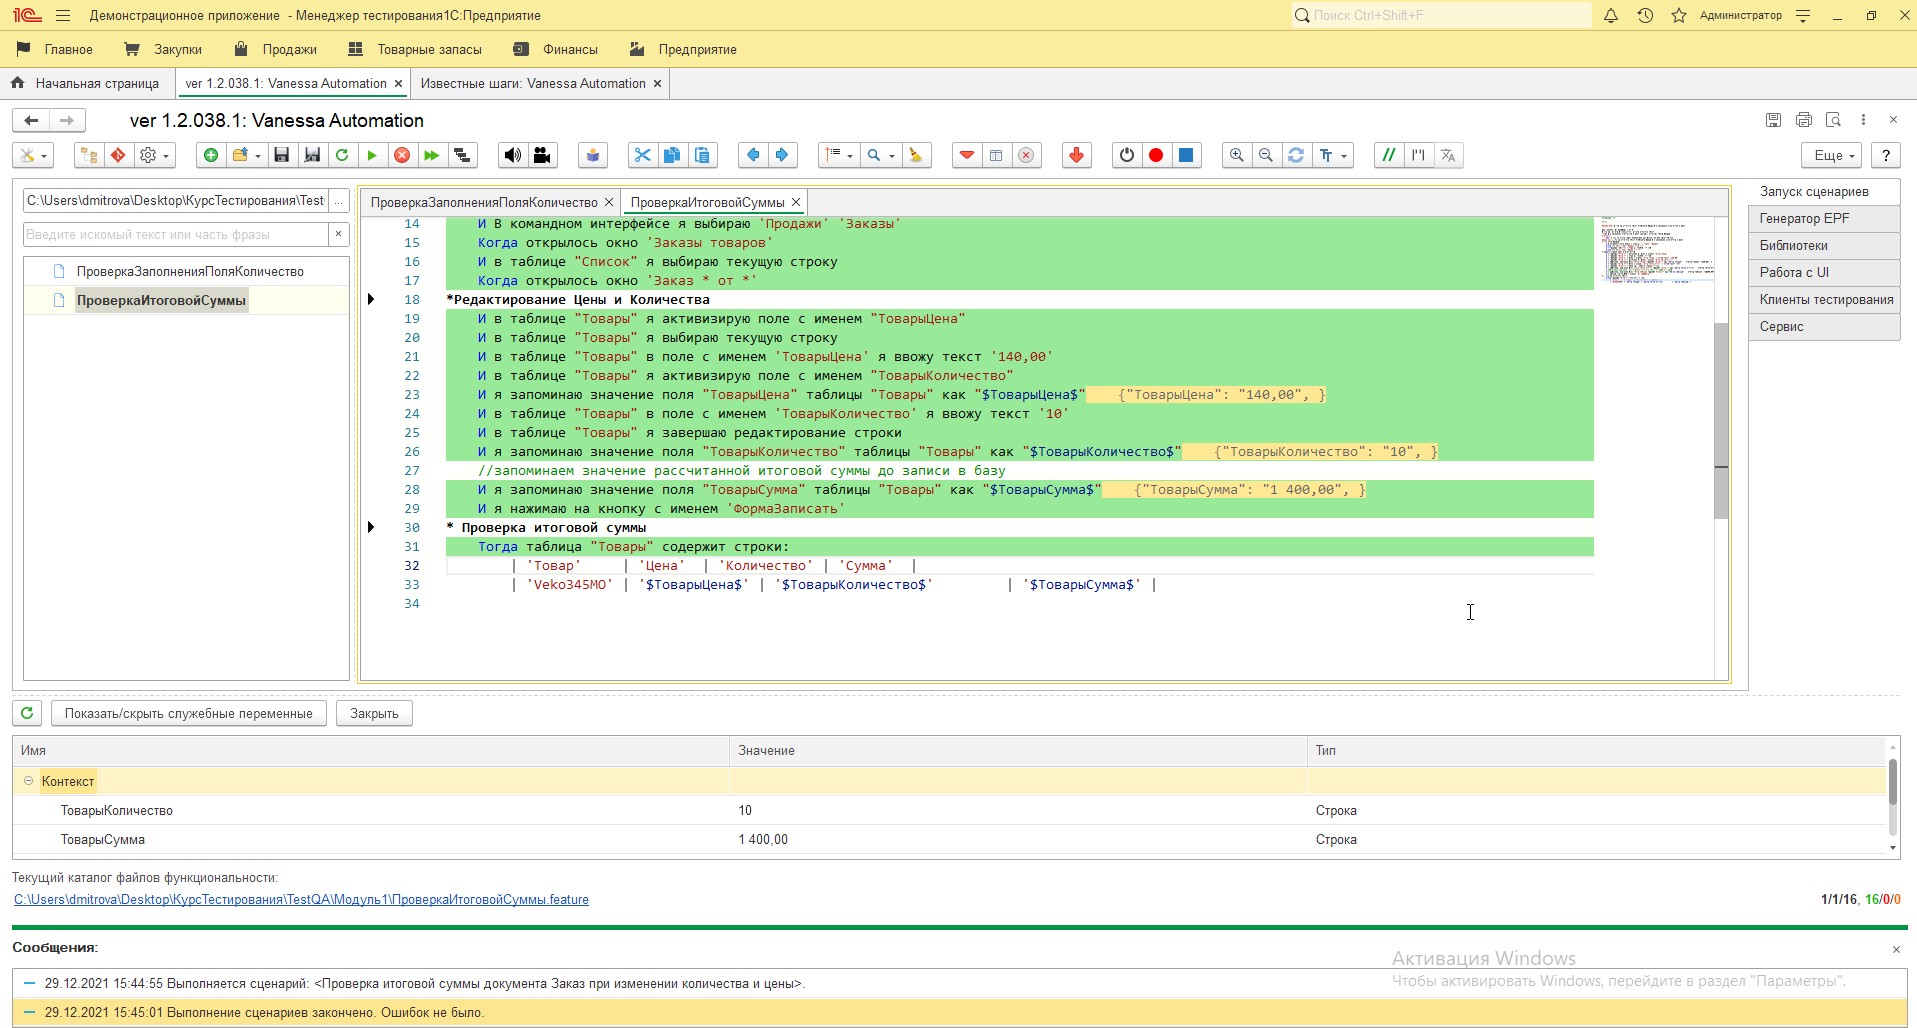 Демонстрационное приложение - Менеджер тестирования1С:Предприятие
Поиск Ctrl+Shift+F
Администратор
Главное
Закупки
Продажи
Товарные запасы
Финансы
Предприятие
Начальная страница
ver 1.2.038.1: Vanessa Automation ×
Известные шаги: Vanessa Automation ×
ver 1.2.038.1: Vanessa Automation
Еще
?
C:\Users\dmitrova\Desktop\КурсТестирования\Test
...
Введите искомый текст или часть фразы
×
ПроверкаЗаполненияПоляКоличество
ПроверкаИтоговойСуммы
ПроверкаЗаполненияПоляКоличество ×
ПроверкаИтоговойСуммы ×
14 И В командном интерфейсе я выбираю 'Продажи' 'Заказы'
15 Когда открылось окно 'Заказы товаров'
16 И в таблице "Список" я выбираю текущую строку
17 Когда открылось окно 'Заказ * от *'
18 *Редактирование Цены и Количества
19 И в таблице "Товары" я активизирую поле с именем "ТоварыЦена"
20 И в таблице "Товары" я выбираю текущую строку
21 И в таблице "Товары" в поле с именем 'ТоварыЦена' я ввожу текст '140,00'
22 И в таблице "Товары" я активизирую поле с именем "ТоварыКоличество"
23 И я запоминаю значение поля "ТоварыЦена" таблицы "Товары" как "$ТоварыЦена$" {"ТоварыЦена": "140,00", }
24 И в таблице "Товары" в поле с именем 'ТоварыКоличество' я ввожу текст '10'
25 И в таблице "Товары" я завершаю редактирование строки
26 И я запоминаю значение поля "ТоварыКоличество" таблицы "Товары" как "$ТоварыКоличество$" {"ТоварыКоличество": "10", }
27 //запоминаем значение рассчитанной итоговой суммы до записи в базу
28 И я запоминаю значение поля "ТоварыСумма" таблицы "Товары" как "$ТоварыСумма$" {"ТоварыСумма": "1 400,00", }
29 И я нажимаю на кнопку с именем 'ФормаЗаписать'
30 * Проверка итоговой суммы
31 Тогда таблица "Товары" содержит строки:
32 | 'Товар' | 'Цена' | 'Количество' | 'Сумма' |
33 | 'Veko345MO' | '$ТоварыЦена$' | '$ТоварыКоличество$' | '$ТоварыСумма$' |
34
Запуск сценариев
Генератор EPF
Библиотеки
Работа с UI
Клиенты тестирования
Сервис
Показать/скрыть служебные переменные
Закрыть
Имя Значение Тип
Контекст
ТоварыКоличество 10 Строка
ТоварыСумма 1 400,00 Строка
Текущий каталог файлов функциональности:
C:\Users\dmitrova\Desktop\КурсТестирования\TestQA\Модуль1\ПроверкаИтоговойСуммы.feature
1/1/16, 16/0/0
Сообщения:
Активация Windows
Чтобы активировать Windows, перейдите в раздел "Параметры".
29.12.2021 15:44:55 Выполняется сценарий: <Проверка итоговой суммы документа Заказ при изменении количества и цены>.
29.12.2021 15:45:01 Выполнение сценариев закончено. Ошибок не было.